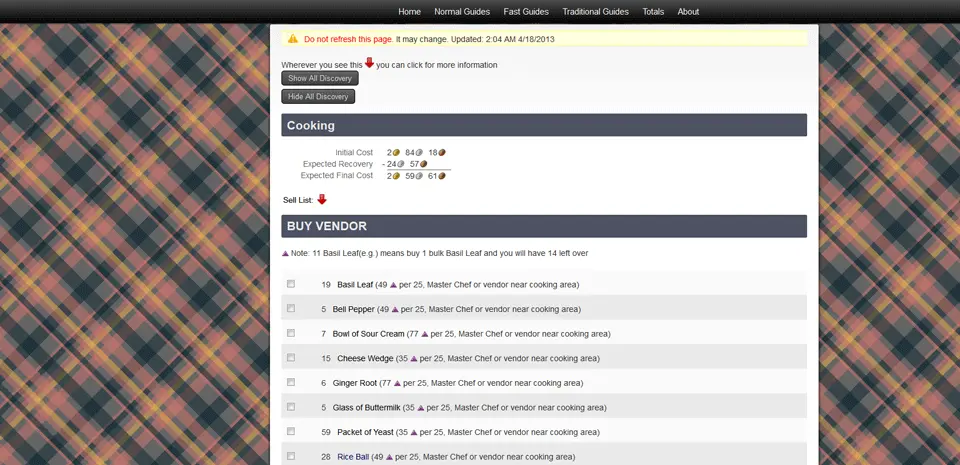 Home Normal Guides Fast Guides Traditional Guides Totals About
Do not refresh this page. It may change. Updated: 2:04 AM 4/18/2013
Wherever you see this you can click for more information
Show All Discovery
Hide All Discovery
Cooking
Initial Cost 2 84 18
Expected Recovery - 24 57
Expected Final Cost 2 59 61
Sell List:
BUY VENDOR
Note: 11 Basil Leaf(e.g.) means buy 1 bulk Basil Leaf and you will have 14 left over
19 Basil Leaf (49 per 25, Master Chef or vendor near cooking area)
5 Bell Pepper (49 per 25, Master Chef or vendor near cooking area)
7 Bowl of Sour Cream (77 per 25, Master Chef or vendor near cooking area)
15 Cheese Wedge (35 per 25, Master Chef or vendor near cooking area)
6 Ginger Root (77 per 25, Master Chef or vendor near cooking area)
5 Glass of Buttermilk (35 per 25, Master Chef or vendor near cooking area)
59 Packet of Yeast (35 per 25, Master Chef or vendor near cooking area)
28 Rice Ball (49 per 25, Master Chef or vendor near cooking area)